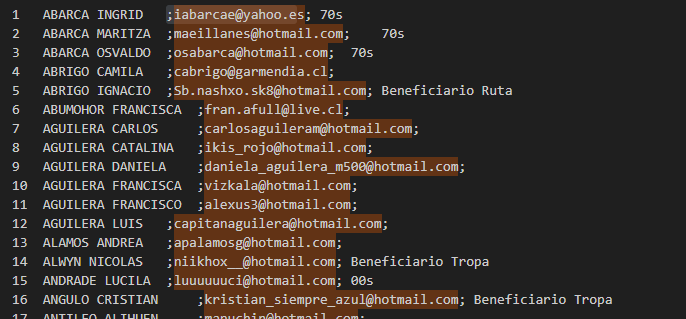 1 ABARCA INGRID ;iabarcae@yahoo.es; 70s
2 ABARCA MARITZA ;maeillanes@hotmail.com; 70s
3 ABARCA OSVALDO ;osabarca@hotmail.com; 70s
4 ABRIGO CAMILA ;cabrigo@garmendia.cl;
5 ABRIGO IGNACIO ;Sb.nashxo.sk8@hotmail.com; Beneficiario Ruta
6 ABUMOHOR FRANCISCA ;fran.afull@live.cl;
7 AGUILERA CARLOS ;carlosaguileram@hotmail.com;
8 AGUILERA CATALINA ;ikis_rojo@hotmail.com;
9 AGUILERA DANIELA ;daniela_aguilera_m500@hotmail.com;
10 AGUILERA FRANCISCA ;vizkala@hotmail.com;
11 AGUILERA FRANCISCO ;alexus3@hotmail.com;
12 AGUILERA LUIS ;capitanaguilera@hotmail.com;
13 ALAMOS ANDREA ;apalamosg@hotmail.com;
14 ALWYN NICOLAS ;niikhox__@hotmail.com; Beneficiario Tropa
15 ANDRADE LUCILA ;luuuuuuci@hotmail.com; 00s
16 ANGULO CRISTIAN ;kristian_siempre_azul@hotmail.com; Beneficiario Tropa
17